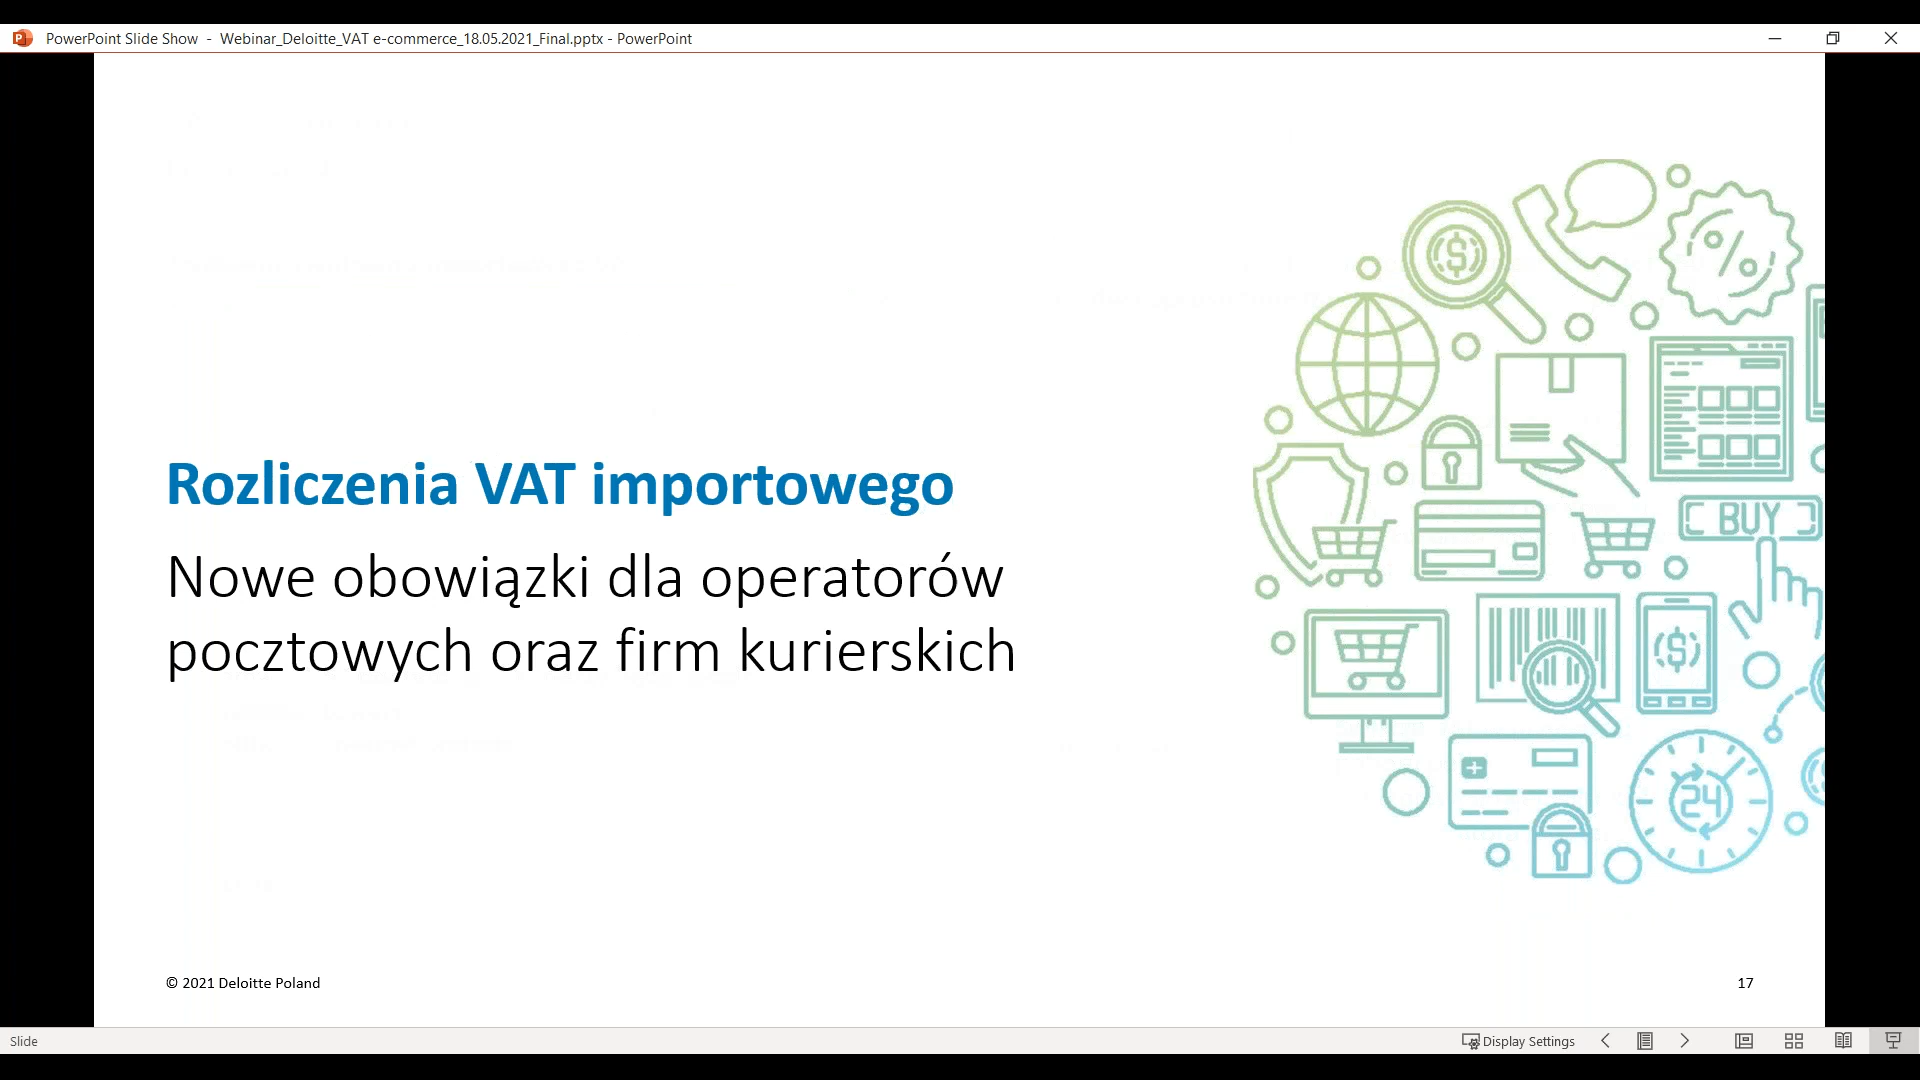 PowerPoint Slide Show - Webinar_Deloitte_VAT e-commerce_18.05.2021_Final.pptx - PowerPoint
Rozliczenia VAT importowego
Nowe obowiązki dla operatorów
pocztowych oraz firm kurierskich
BUY
24
© 2021 Deloitte Poland
17
Slide
Display Settings